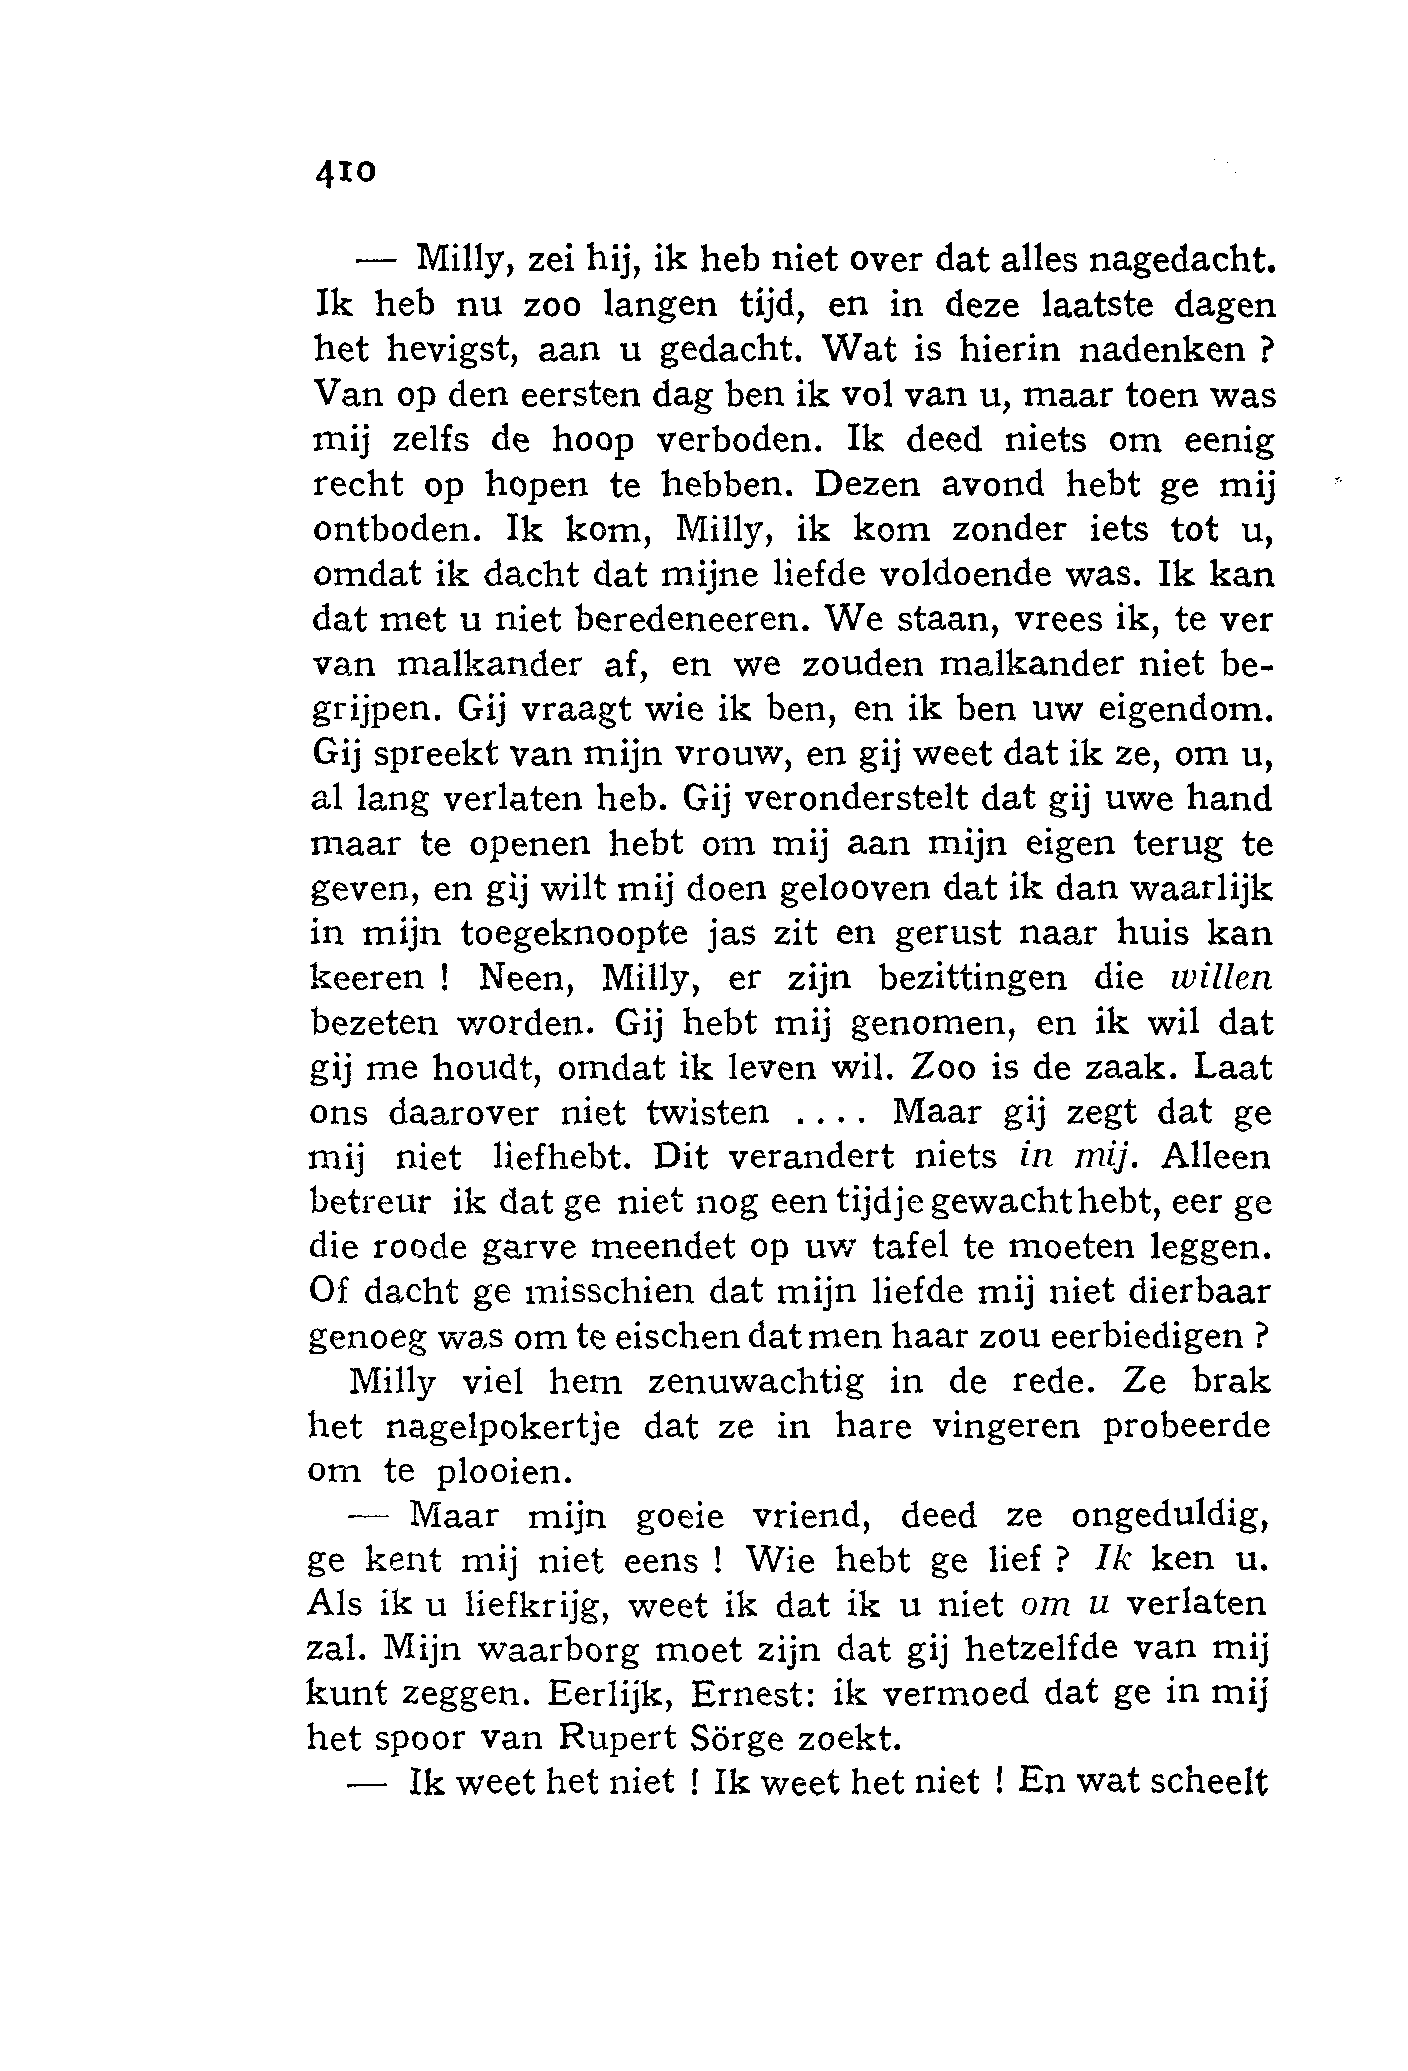 410
— Milly, zei hij, ik heb niet over dat alles nagedacht.
Ik heb nu zoo langen tijd, en in deze laatste dagen
het hevigst, aan u gedacht. Wat is hierin nadenken ?
Van op den eersten dag ben ik vol van u, maar toen was
mij zelfs de hoop verboden. Ik deed niets om eenig
recht op hopen te hebben. Dezen avond hebt ge mij
ontboden. Ik kom, Milly, ik kom zonder iets tot u,
omdat ik dacht dat mijne liefde voldoende was. Ik kan
dat met u niet beredeneeren. We staan, vrees ik, te ver
van malkander af, en we zouden malkander niet be-
grijpen. Gij vraagt wie ik ben, en ik ben uw eigendom.
Gij spreekt van mijn vrouw, en gij weet dat ik ze, om u,
al lang verlaten heb. Gij veronderstelt dat gij uwe hand
maar te openen hebt om mij aan mijn eigen terug te
geven, en gij wilt mij doen gelooven dat ik dan waarlijk
in mijn toegeknoopte jas zit en gerust naar huis kan
keeren ! Neen, Milly, er zijn bezittingen die willen
bezeten worden. Gij hebt mij genomen, en ik wil dat
gij me houdt, omdat ik leven wil. Zoo is de zaak. Laat
ons daarover niet twisten .... Maar gij zegt dat ge
mij niet liefhebt. Dit verandert niets in mij. Alleen
betreur ik dat ge niet nog een tijdje gewacht hebt, eer ge
die roode garve meendet op uw tafel te moeten leggen.
Of dacht ge misschien dat mijn liefde mij niet dierbaar
genoeg was om te eischen dat men haar zou eerbiedigen ?
Milly viel hem zenuwachtig in de rede. Ze brak
het nagelpokertje dat ze in hare vingeren probeerde
om te plooien.
— Maar mijn goeie vriend, deed ze ongeduldig,
ge kent mij niet eens ! Wie hebt ge lief ? Ik ken u.
Als ik u liefkrijg, weet ik dat ik u niet om u verlaten
zal. Mijn waarborg moet zijn dat gij hetzelfde van mij
kunt zeggen. Eerlijk, Ernest: ik vermoed dat ge in mij
het spoor van Rupert Sörge zoekt.
— Ik weet het niet ! Ik weet het niet ! En wat scheelt